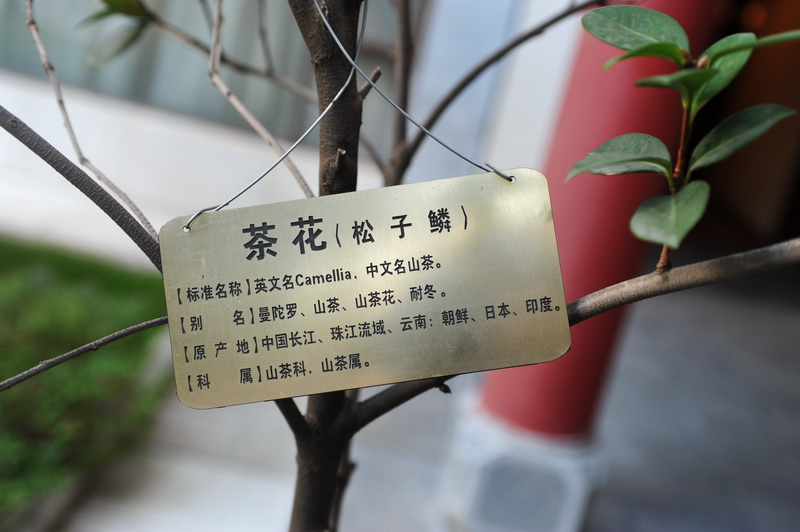 茶花(松子鳞)
【标准名称】英文名Camellia.中文名山茶。
【别 名】曼陀罗、山茶、山茶花、耐冬。
【原产地】中国长江、珠江流域、云南:朝鲜、日本、印度。
【科 属】山茶科.山茶属。